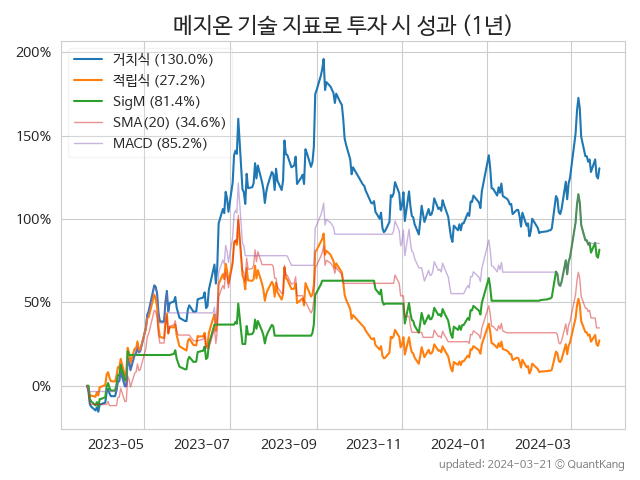 메지온 기술 지표로 투자 시 성과 (1년)
거치식 (130.0%)
적립식 (27.2%)
SigM (81.4%)
SMA(20) (34.6%)
MACD (85.2%)
200%
150%
100%
50%
0%
2023-05 2023-07 2023-09 2023-11 2024-01 2024-03
updated: 2024-03-21 © QuantKang